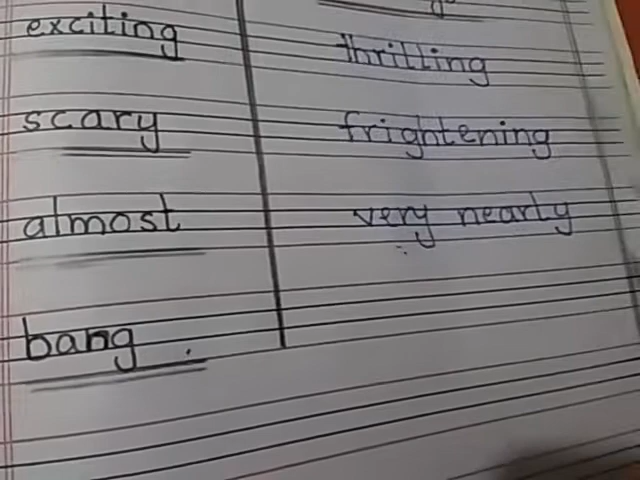 exciting thrilling
scary frightening
almost very nearly
bang .